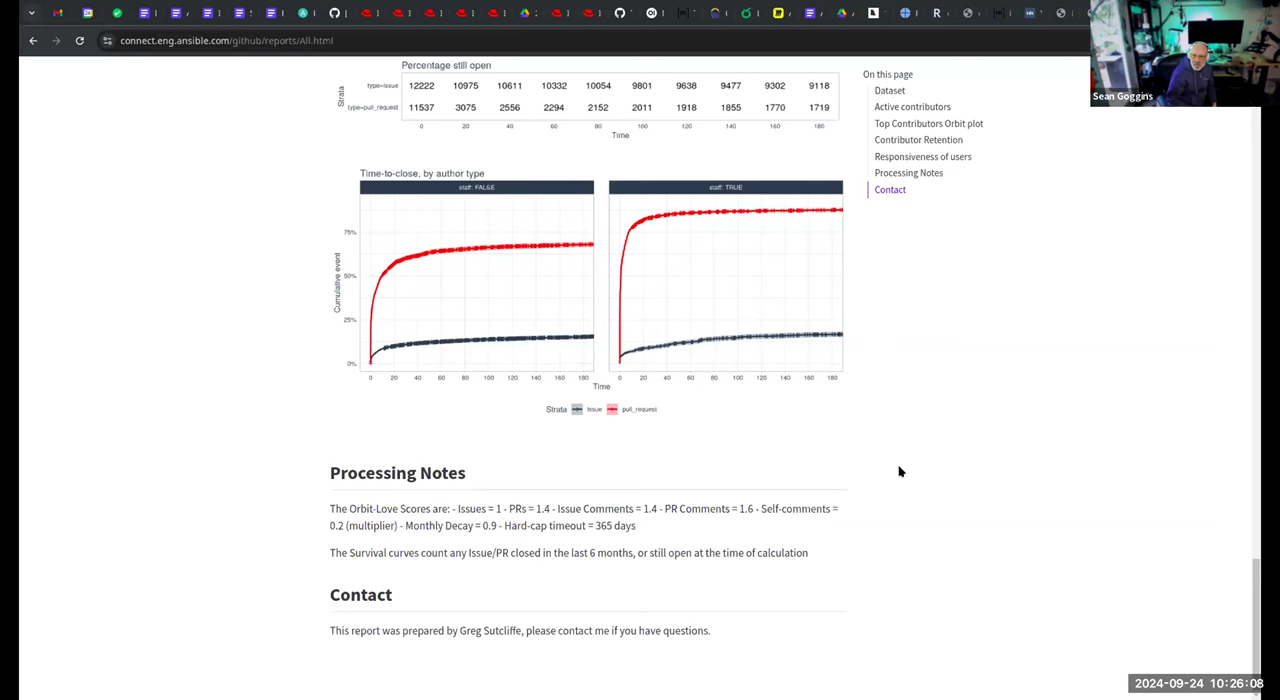 connect.eng.ansible.com/github/reports/All.html
Sean Goggins
Percentage still open
Strata
type=issue 12222 10975 10611 10332 10054 9801 9638 9477 9302 9118
type=pull_request 11537 3075 2556 2294 2152 2011 1918 1855 1770 1719
0 20 40 60 80 100 120 140 160 180
Time
On this page
Dataset
Active contributors
Top Contributors Orbit plot
Contributor Retention
Responsiveness of users
Processing Notes
Contact
Time-to-close, by author type
staff: FALSE
staff: TRUE
Cumulative event
75%
50%
25%
0%
0 20 40 60 80 100 120 140 160 180
0 20 40 60 80 100 120 140 160 180
Time
Strata issue pull_request
Processing Notes
The Orbit-Love Scores are: - Issues = 1 - PRs = 1.4 - Issue Comments = 1.4 - PR Comments = 1.6 - Self-comments =
0.2 (multiplier) - Monthly Decay = 0.9 - Hard-cap timeout = 365 days
The Survival curves count any Issue/PR closed in the last 6 months, or still open at the time of calculation
Contact
This report was prepared by Greg Sutcliffe, please contact me if you have questions.
2024-09-24 10:26:08